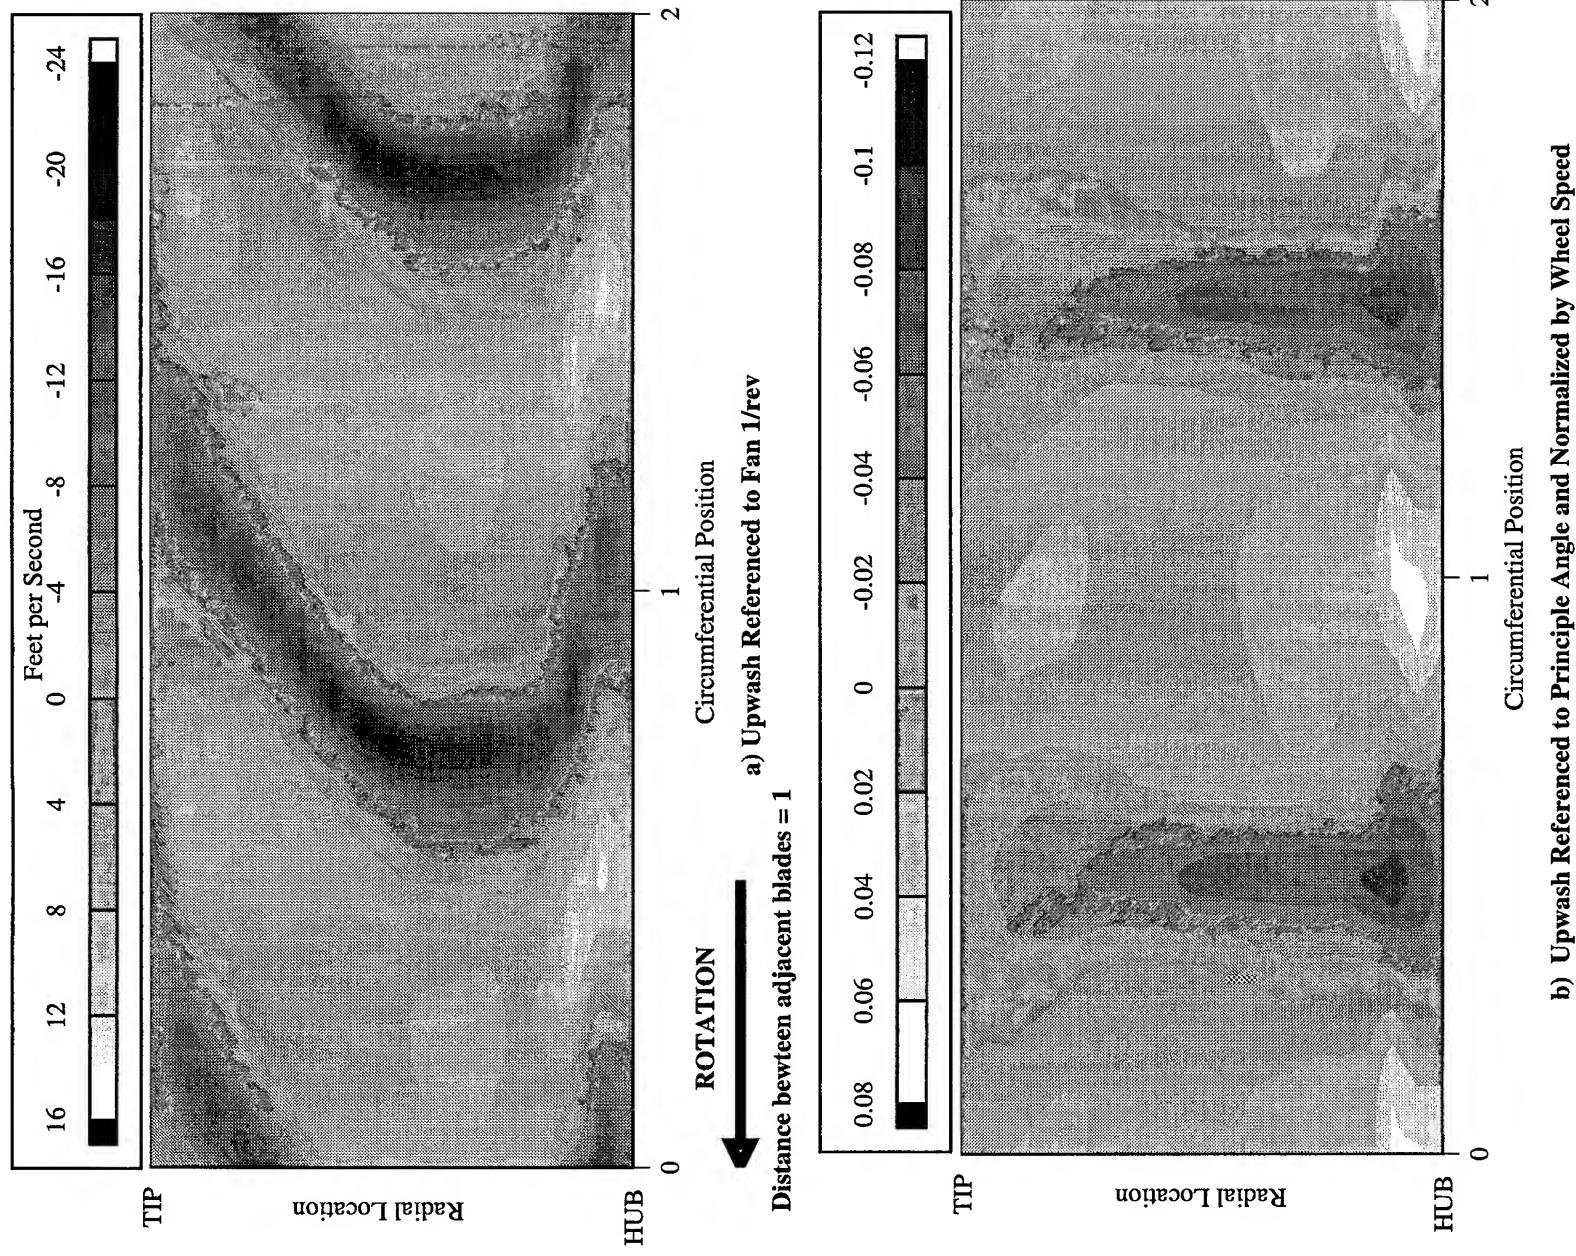 Feet per Second
16 12 8 4 0 -4 -8 -12 -16 -20 -24
TIP
Radial Location
HUB
0 1 2
Circumferential Position
ROTATION
a) Upwash Referenced to Fan 1/rev
Distance bewteen adjacent blades = 1
0.08 0.06 0.04 0.02 0 -0.02 -0.04 -0.06 -0.08 -0.1 -0.12
TIP
Radial Location
HUB
0 1 2
Circumferential Position
b) Upwash Referenced to Principle Angle and Normalized by Wheel Speed